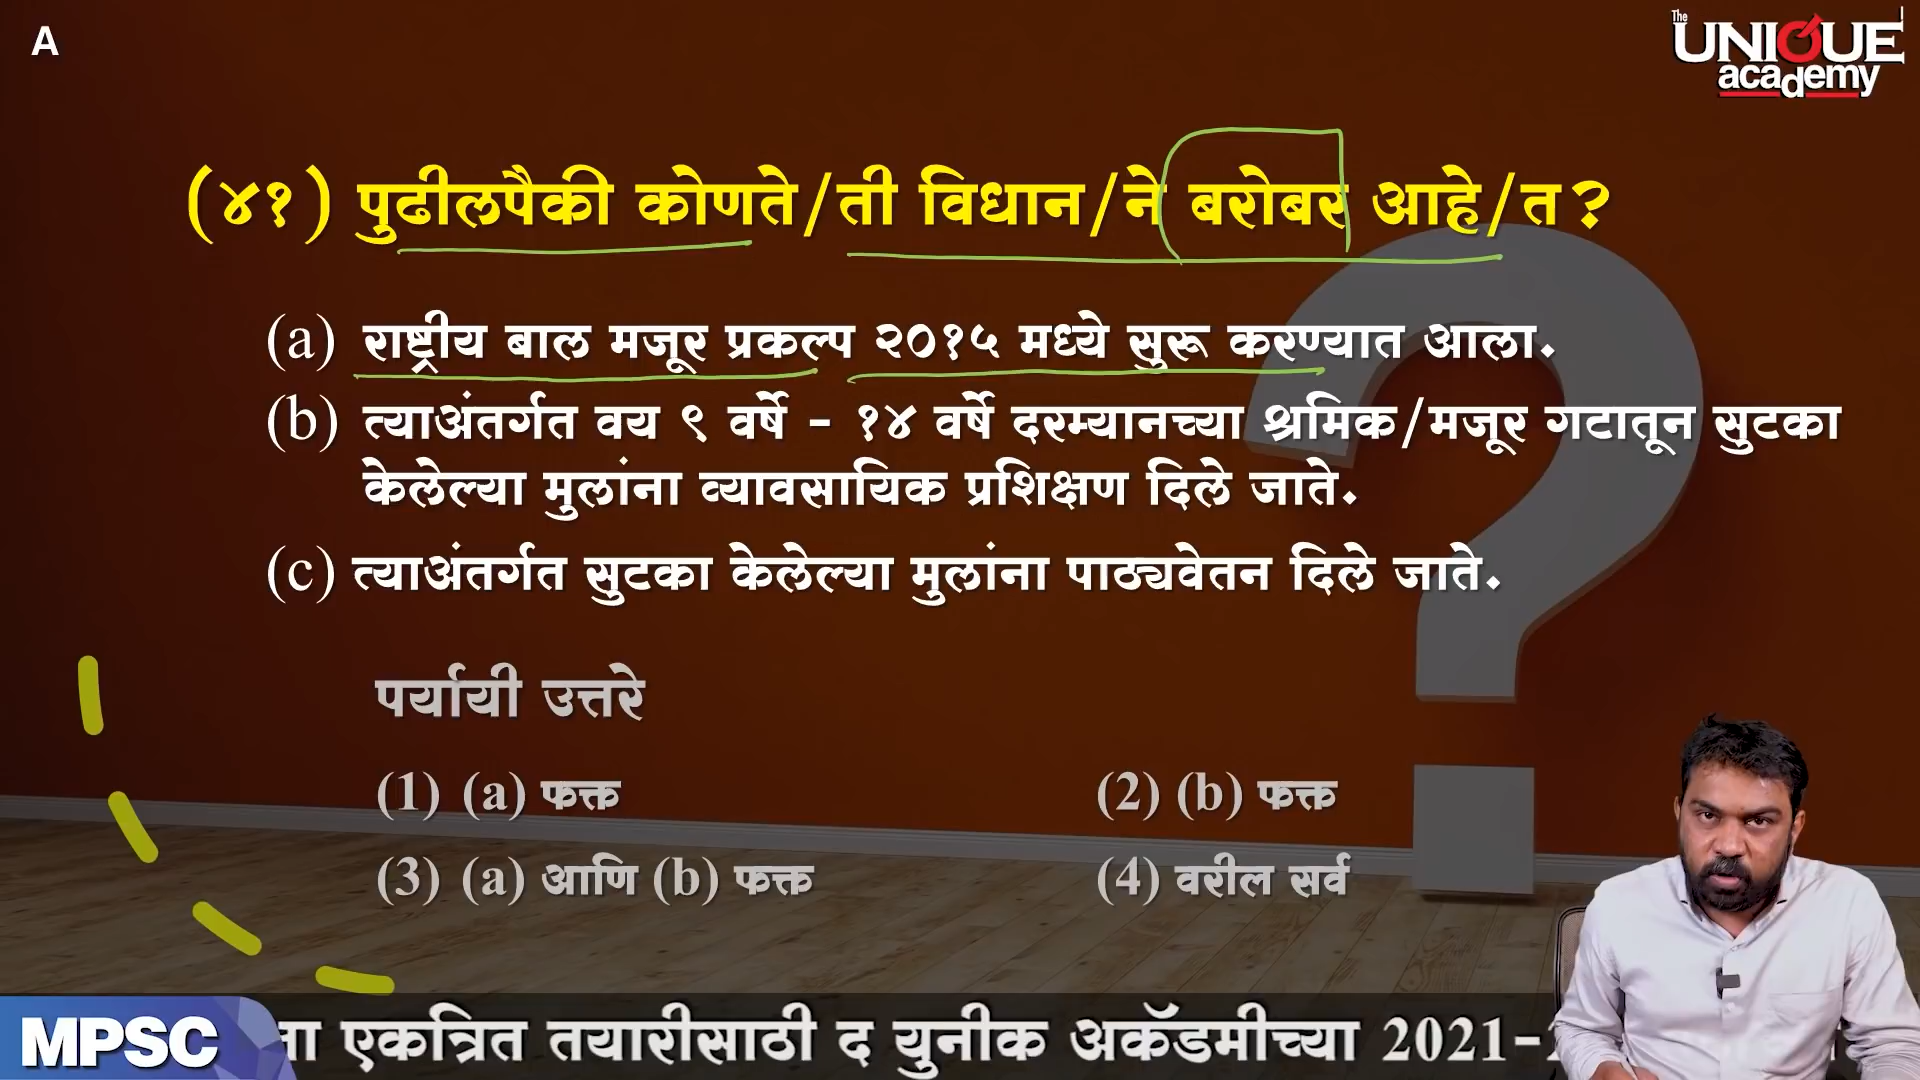 A
The
UNIQUE
academy
(४१) पुढीलपैकी कोणते/ती विधान/ने बरोबर आहे/त?
(a) राष्ट्रीय बाल मजूर प्रकल्प २०१५ मध्ये सुरू करण्यात आला.
(b) त्याअंतर्गत वय ९ वर्षे - १४ वर्षे दरम्यानच्या श्रमिक/मजूर गटातून सुटका
केलेल्या मुलांना व्यावसायिक प्रशिक्षण दिले जाते.
(c) त्याअंतर्गत सुटका केलेल्या मुलांना पाठ्यवेतन दिले जाते.
पर्यायी उत्तरे
(1) (a) फक्त (2) (b) फक्त
(3) (a) आणि (b) फक्त (4) वरील सर्व
MPSC एकत्रित तयारीसाठी द युनीक अकॅडमीच्या 2021-